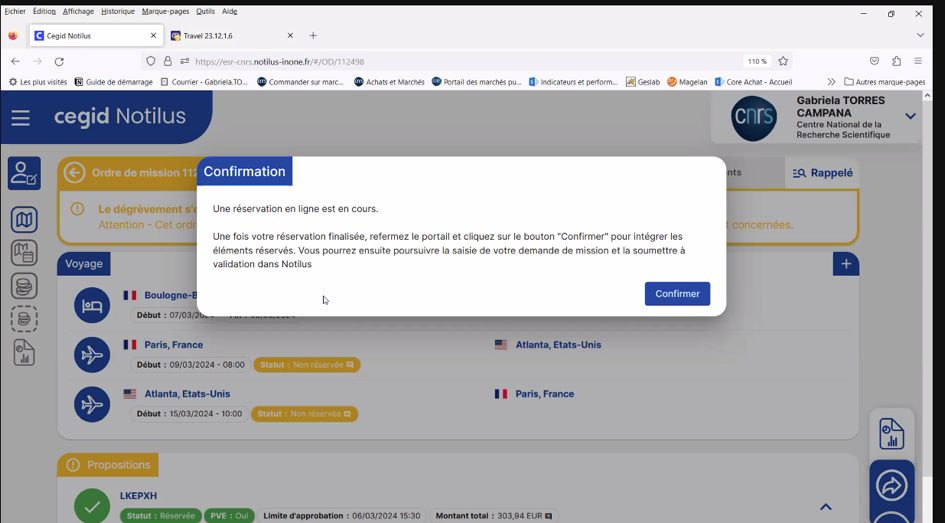 Fichier Édition Affichage Historique Marque-pages Outils Aide
Cegid Notilus
Travel 23.12.1.6
https://esr-cnrs.notilus-inone.fr/#/OD/112498
110 %
Les plus visités Guide de démarrage Courrier - Gabriela.TO... Commander sur marc... Achats et Marchés Portail des marchés pu... Indicateurs et perform... Geslab Magelan Core Achat - Accueil Autres marque-pages
cegid Notilus
cnrs
Gabriela TORRES
CAMPANA
Centre National de la
Recherche Scientifique
Ordre de mission 112
nts
Rappelé
Confirmation
Le dégrèvement s'e
Attention - Cet ordr
concernées.
Une réservation en ligne est en cours.
Une fois votre réservation finalisée, refermez le portail et cliquez sur le bouton "Confirmer" pour intégrer les
éléments réservés. Vous pourrez ensuite poursuivre la saisie de votre demande de mission et la soumettre à
validation dans Notilus
Confirmer
Voyage
Boulogne-B
Début : 07/03/2024
Paris, France
Atlanta, Etats-Unis
Début : 09/03/2024 - 08:00
Statut : Non réservée
Atlanta, Etats-Unis
Paris, France
Début : 15/03/2024 - 10:00
Statut : Non réservée
Propositions
LKEPXH
Statut : Réservée
PVE : Oui
Limite d'approbation : 06/03/2024 15:30
Montant total : 303,94 EUR